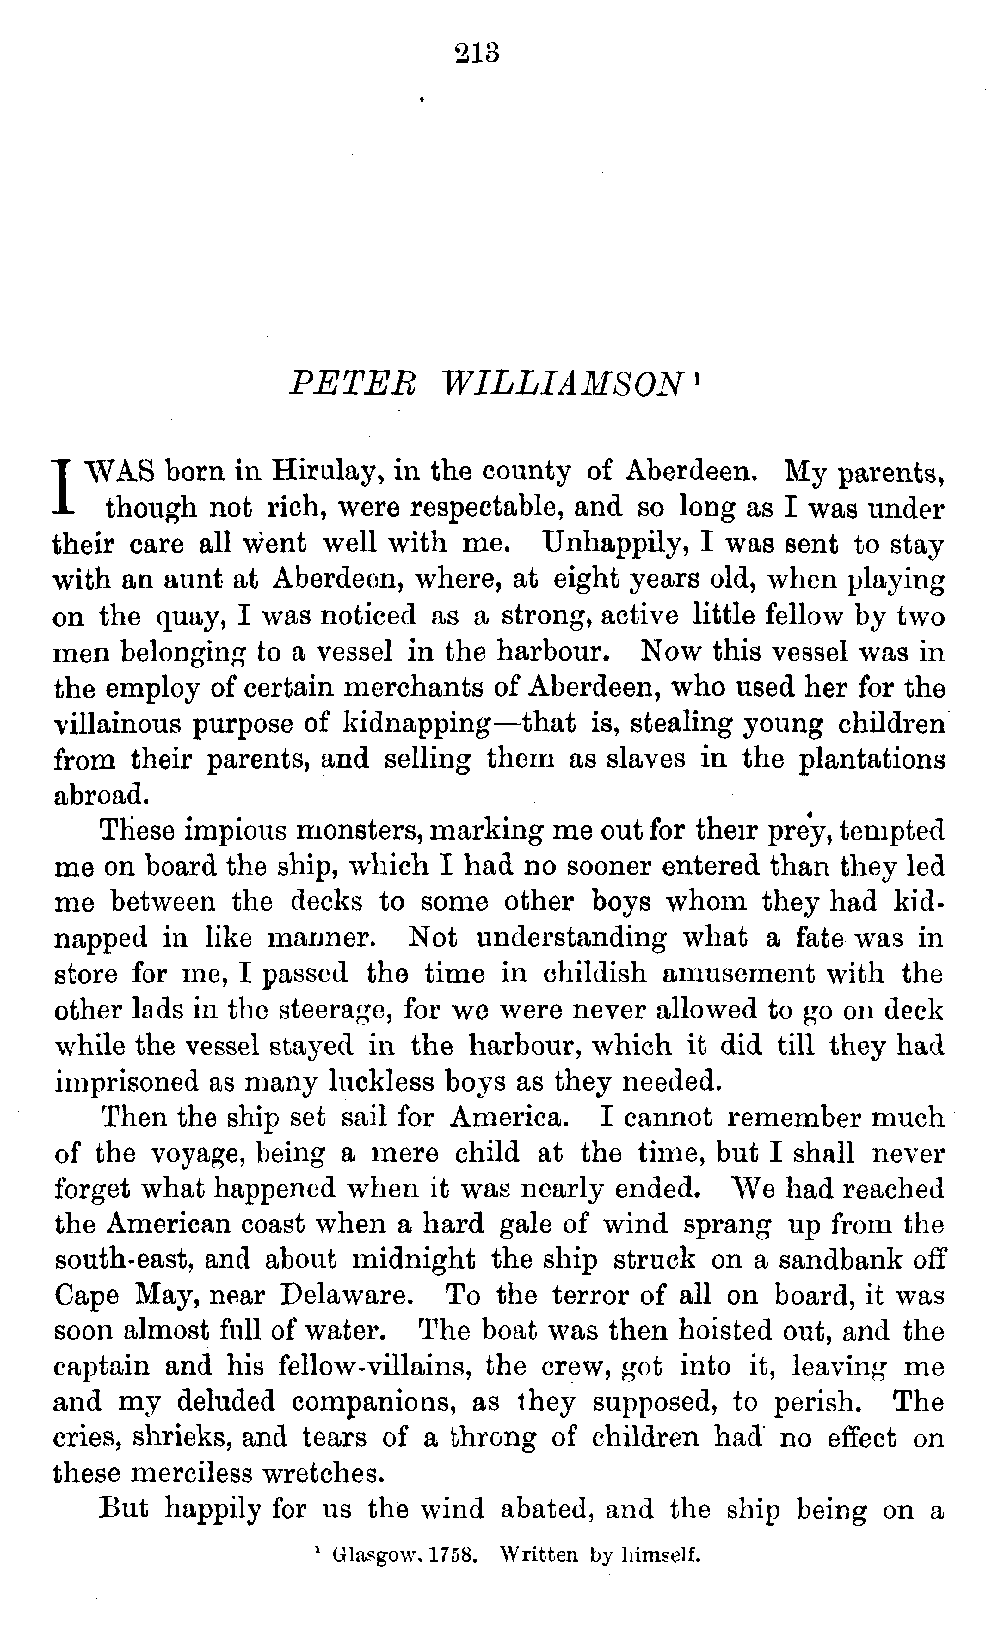 213
PETER WILLIAMSON ¹
I WAS born in Hirulay, in the county of Aberdeen. My parents,
though not rich, were respectable, and so long as I was under
their care all went well with me. Unhappily, I was sent to stay
with an aunt at Aberdeen, where, at eight years old, when playing
on the quay, I was noticed as a strong, active little fellow by two
men belonging to a vessel in the harbour. Now this vessel was in
the employ of certain merchants of Aberdeen, who used her for the
villainous purpose of kidnapping—that is, stealing young children
from their parents, and selling them as slaves in the plantations
abroad.
These impious monsters, marking me out for their prey, tempted
me on board the ship, which I had no sooner entered than they led
me between the decks to some other boys whom they had kid-
napped in like manner. Not understanding what a fate was in
store for me, I passed the time in childish amusement with the
other lads in the steerage, for we were never allowed to go on deck
while the vessel stayed in the harbour, which it did till they had
imprisoned as many luckless boys as they needed.
Then the ship set sail for America. I cannot remember much
of the voyage, being a mere child at the time, but I shall never
forget what happened when it was nearly ended. We had reached
the American coast when a hard gale of wind sprang up from the
south-east, and about midnight the ship struck on a sandbank off
Cape May, near Delaware. To the terror of all on board, it was
soon almost full of water. The boat was then hoisted out, and the
captain and his fellow-villains, the crew, got into it, leaving me
and my deluded companions, as they supposed, to perish. The
cries, shrieks, and tears of a throng of children had no effect on
these merciless wretches.
But happily for us the wind abated, and the ship being on a
¹ Glasgow, 1758. Written by himself.